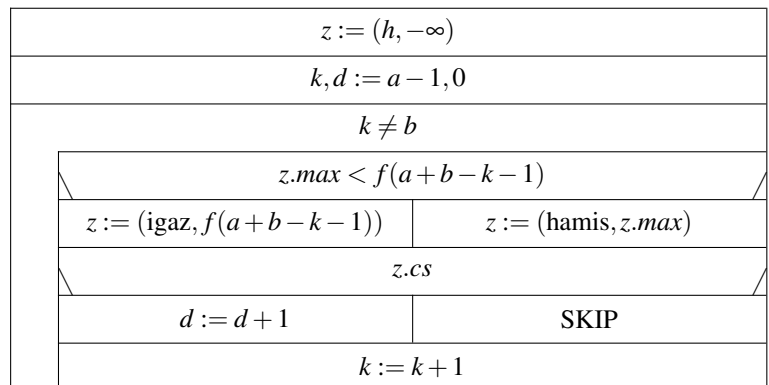 z := (h, −∞)
k, d := a − 1, 0
k ≠ b
z.max < f(a + b − k − 1)
z := (igaz, f(a + b − k − 1)) z := (hamis, z.max)
z.cs
d := d + 1 SKIP
k := k + 1